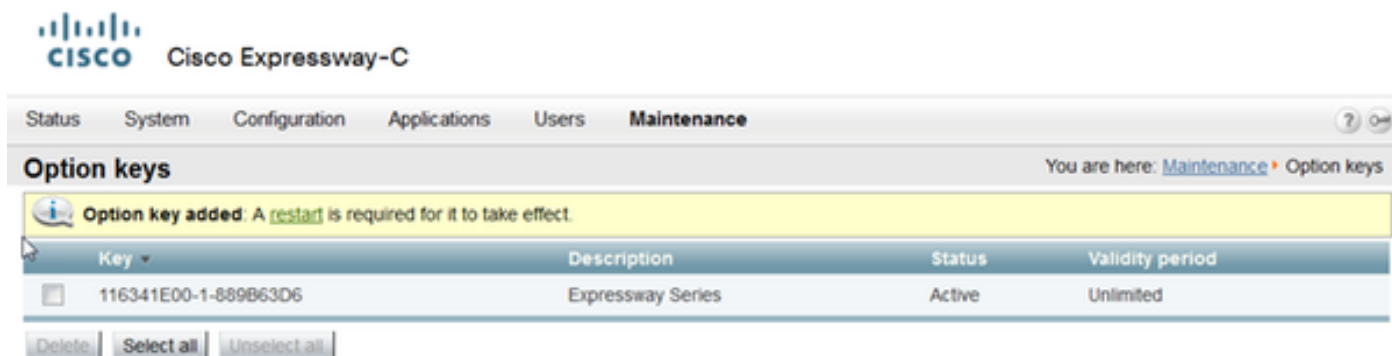 CISCO Cisco Expressway-C
Status System Configuration Applications Users Maintenance ?
Option keys You are here: Maintenance Option keys
i Option key added: A restart is required for it to take effect.
Key Description Status Validity period
116341E00-1-889B63D6 Expressway Series Active Unlimited
Delete Select all Unselect all